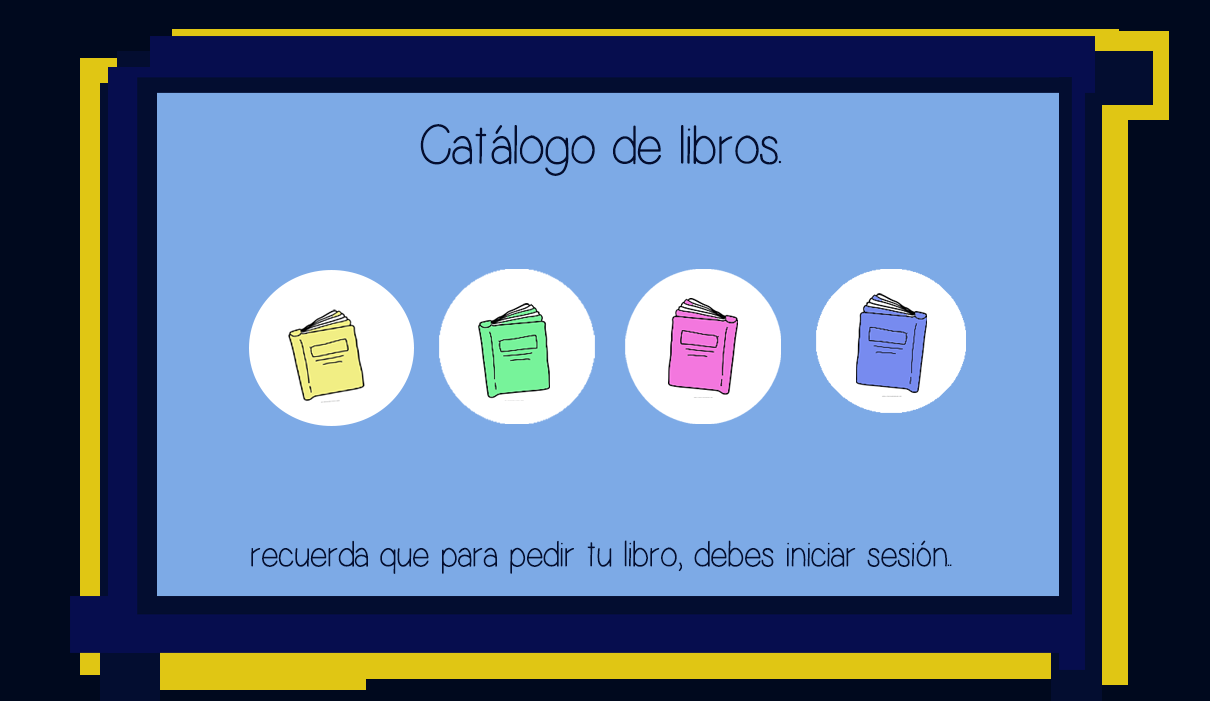 Catálogo de libros.
recuerda que para pedir tu libro, debes iniciar sesión..